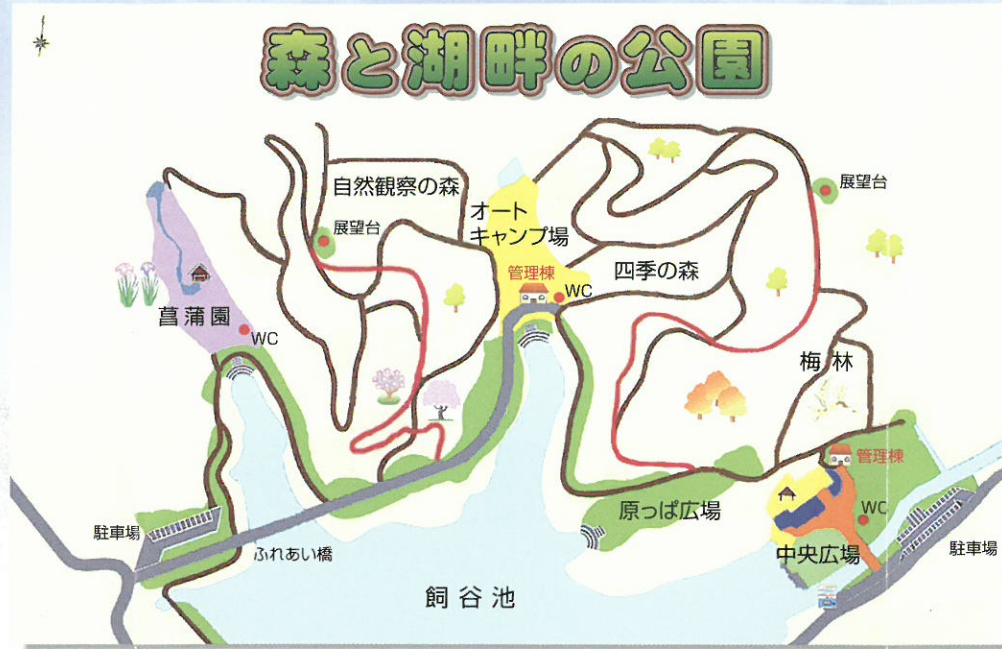 森と湖畔の公園
自然観察の森
展望台
オート
キャンプ場
管理棟
WC
四季の森
展望台
菖蒲園
WC
梅林
管理棟
WC
原っぱ広場
中央広場
駐車場
駐車場
ふれあい橋
飼谷池